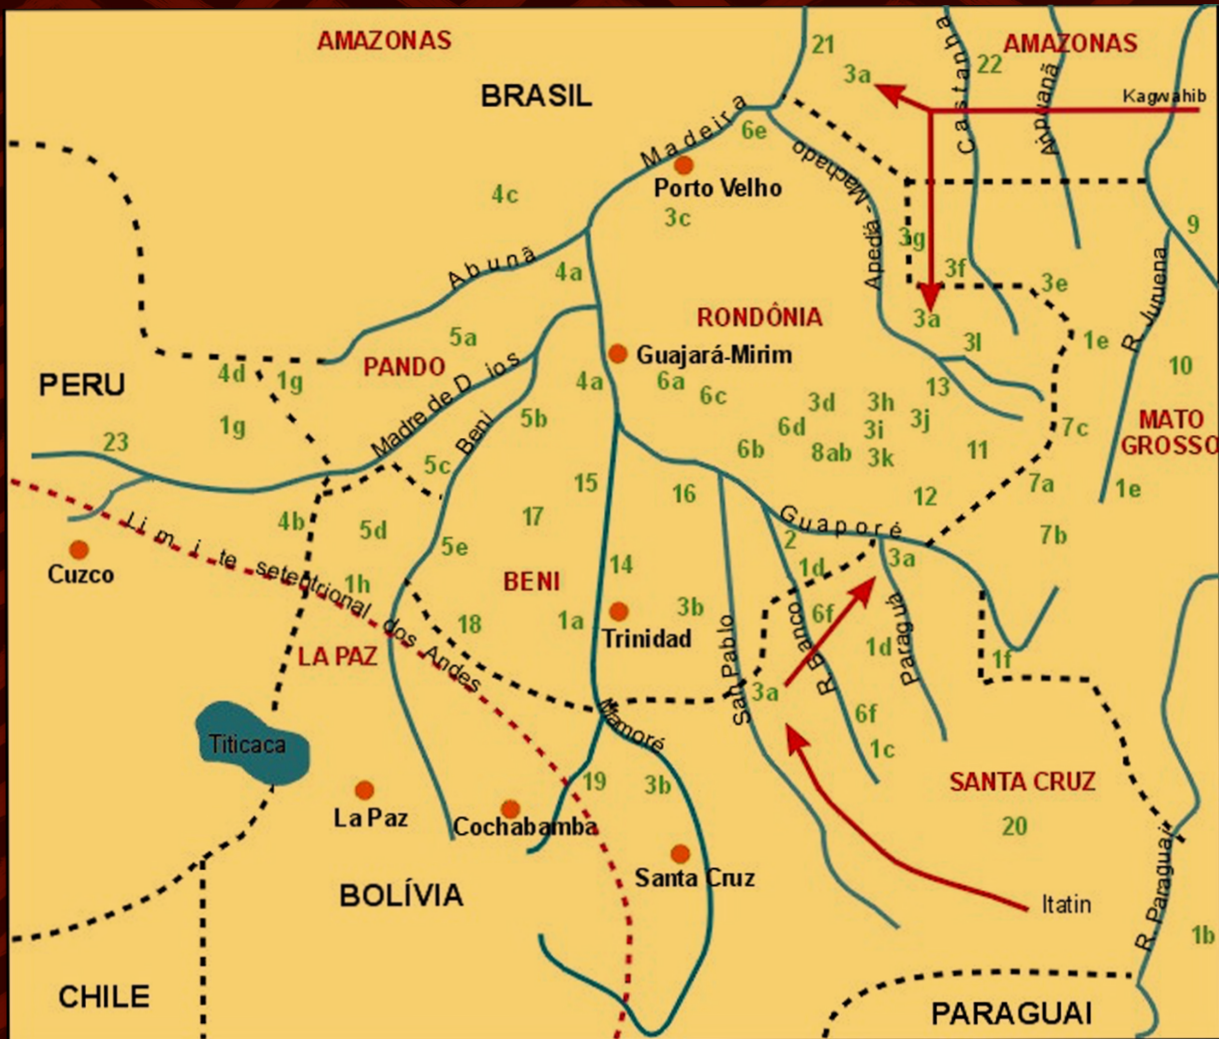 AMAZONAS
BRASIL
21
3a
Castanha
22
AMAZONAS
Aripuanã
Kagwahib
Madeira
6e
Porto Velho
Machado
Apediá -
4c
3c
9
Abunã
4a
3g
3f
3e
R. Juruena
RONDÔNIA
3a
5a
PANDO
Guajará-Mirim
3l
1e
10
PERU
4d
1g
Madre de Dios
4a
6a
6c
3d
3h
13
1g
5b
6d
3i
3j
7c
MATO
GROSSO
23
Beni
5c
6b
8ab
3k
11
15
16
12
7a
1e
4b
5d
17
Guaporé
7b
Limite setentrional dos Andes
Cuzco
5e
2
3a
1h
BENI
14
1d
18
1a
Trinidad
3b
San Pablo
R. Branco
6f
Paraguá
1d
LA PAZ
1f
3a
Titicaca
Mamoré
6f
1c
La Paz
Cochabamba
19
3b
SANTA CRUZ
20
Santa Cruz
BOLÍVIA
Itatin
R. Paraguai
1b
CHILE
PARAGUAI